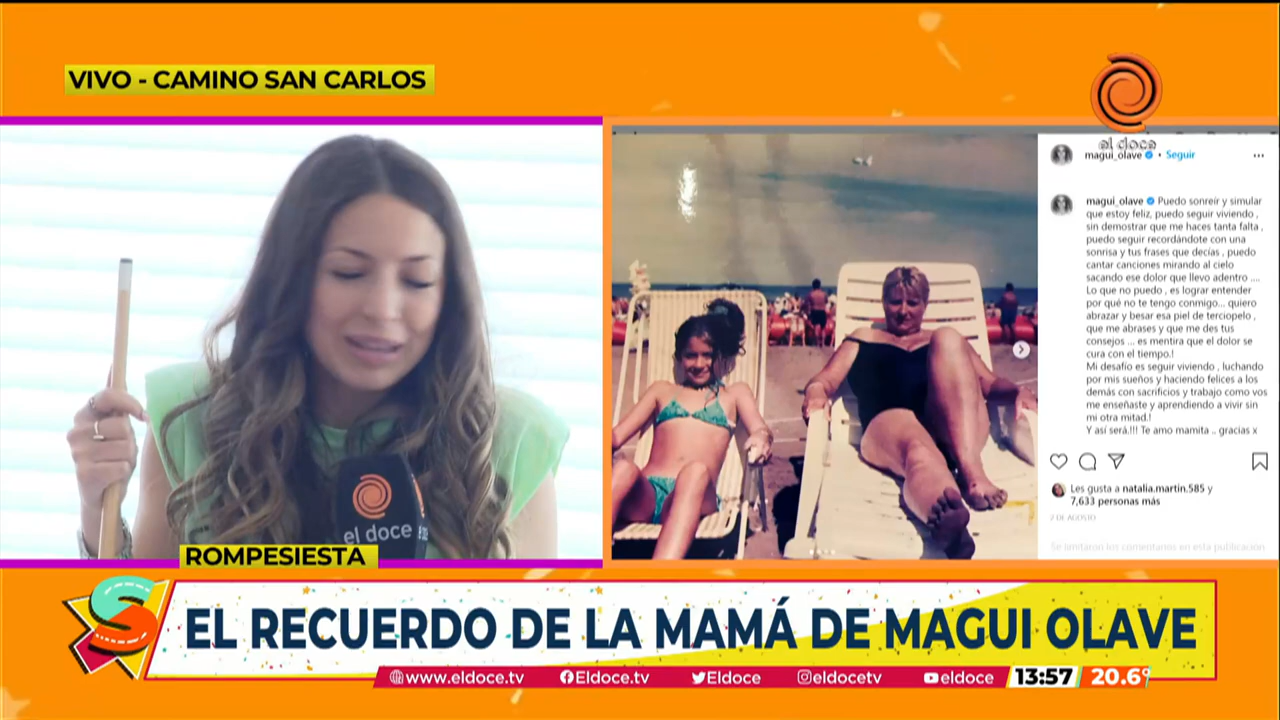 VIVO - CAMINO SAN CARLOS
el doce
magui_olave • Seguir
magui_olave Puedo sonreír y simular
que estoy feliz, puedo seguir viviendo ,
sin demostrar que me haces tanta falta ,
puedo seguir recordándote con una
sonrisa y tus frases que decías , puedo
cantar canciones mirando al cielo
sacando ese dolor que llevo adentro ....
Lo que no puedo , es lograr entender
por qué no te tengo conmigo... quiero
abrazar y besar esa piel de terciopelo ,
que me abrases y que me des tus
consejos ... es mentira que el dolor se
cura con el tiempo.!
Mi desafío es seguir viviendo , luchando
por mis sueños y haciendo felices a los
demás con sacrificios y trabajo como vos
me enseñaste y aprendiendo a vivir sin
mi otra mitad.!
Y así será.!!! Te amo mamita .. gracias x
Les gusta a natalia.martin.585 y
7,633 personas más
2 DE AGOSTO
Se limitaron los comentarios en esta publicación
el doce
ROMPESIESTA
S
EL RECUERDO DE LA MAMÁ DE MAGUI OLAVE
www.eldoce.tv Eldoce.tv Eldoce eldocetv eldoce 13:57 20.6°